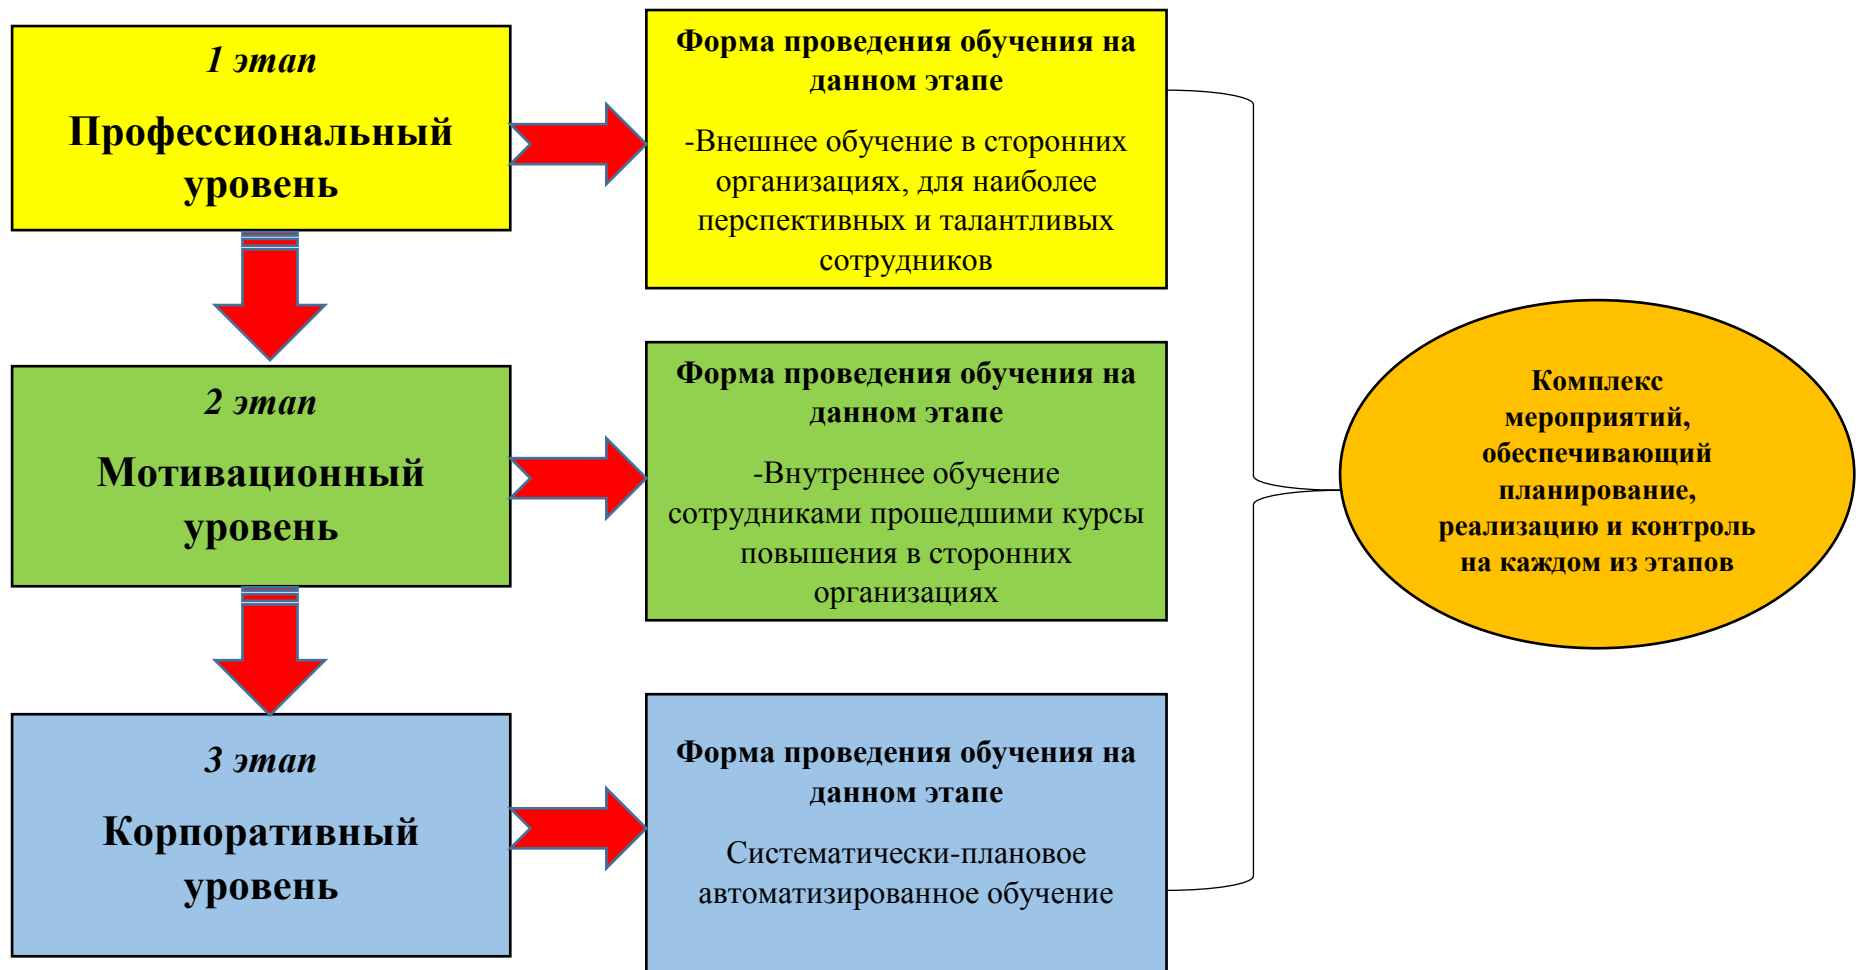 1 этап
Профессиональный
уровень
Форма проведения обучения на
данном этапе
-Внешнее обучение в сторонних
организациях, для наиболее
перспективных и талантливых
сотрудников
2 этап
Мотивационный
уровень
Форма проведения обучения на
данном этапе
-Внутреннее обучение
сотрудниками прошедшими курсы
повышения в сторонних
организациях
3 этап
Корпоративный
уровень
Форма проведения обучения на
данном этапе
Систематически-плановое
автоматизированное обучение
Комплекс
мероприятий,
обеспечивающий
планирование,
реализацию и контроль
на каждом из этапов